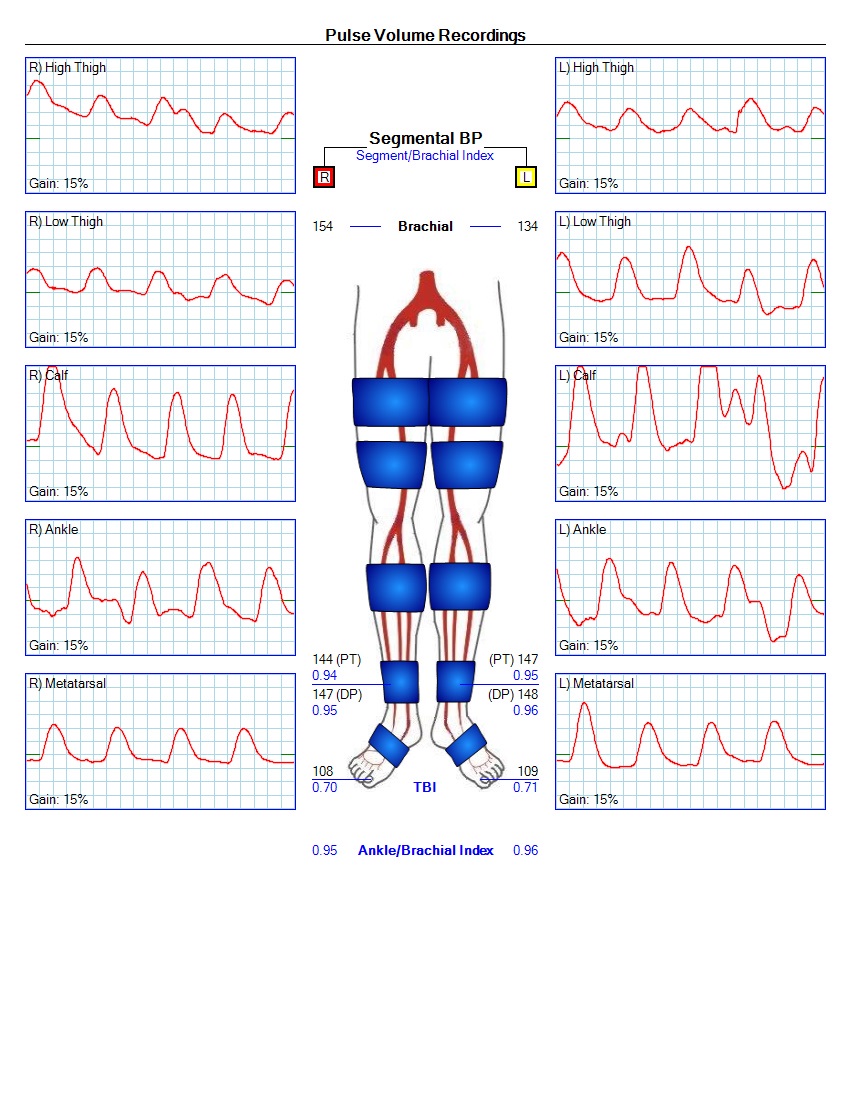 Pulse Volume Recordings
R) High Thigh
Gain: 15%
L) High Thigh
Gain: 15%
Segmental BP
Segment/Brachial Index
R
L
154 Brachial 134
R) Low Thigh
Gain: 15%
L) Low Thigh
Gain: 15%
R) Calf
Gain: 15%
L) Calf
Gain: 15%
R) Ankle
Gain: 15%
L) Ankle
Gain: 15%
144 (PT) (PT) 147
0.94 0.95
147 (DP) (DP) 148
0.95 0.96
R) Metatarsal
Gain: 15%
L) Metatarsal
Gain: 15%
108 109
0.70 TBI 0.71
0.95 Ankle/Brachial Index 0.96